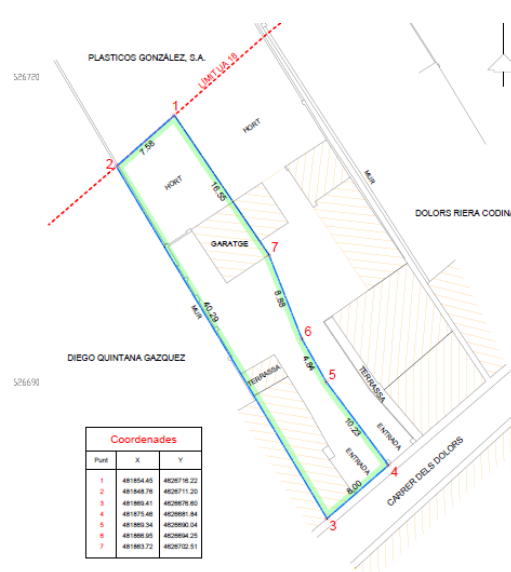 PLASTICOS GONZÁLEZ, S.A.
LÍMIT UA 18
526720
1
HORT
2
7.58
HORT
16.55
MUR
DOLORS RIERA CODINA
GARATGE
7
8.88
40.29
MUR
6
4.84
DIEGO QUINTANA GAZQUEZ
526690
TERRASSA
5
TERRASSA
10.23
ENTRADA
ENTRADA
4
8.00
CARRER DELS DOLORS
3
Coordenades
Punt X Y
1 481854.45 4626716.22
2 481848.76 4626711.20
3 481869.41 4626676.60
4 481875.46 4626681.84
5 481869.34 4626690.04
6 481866.95 4626694.25
7 481863.72 4626702.51